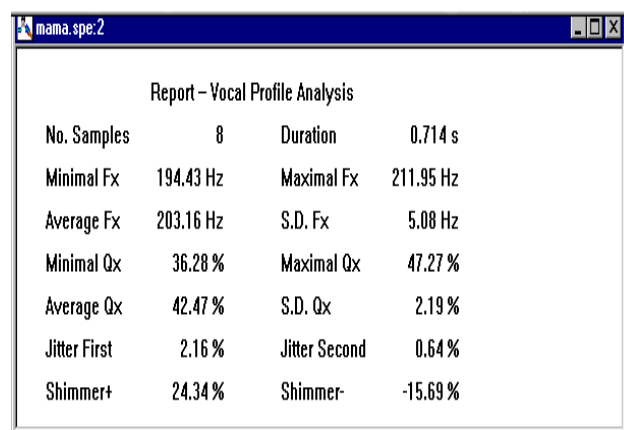 mama.spe:2
Report – Vocal Profile Analysis
No. Samples 8 Duration 0.714 s
Minimal Fx 194.43 Hz Maximal Fx 211.95 Hz
Average Fx 203.16 Hz S.D. Fx 5.08 Hz
Minimal Qx 36.28 % Maximal Qx 47.27 %
Average Qx 42.47 % S.D. Qx 2.19 %
Jitter First 2.16 % Jitter Second 0.64 %
Shimmer+ 24.34 % Shimmer- -15.69 %